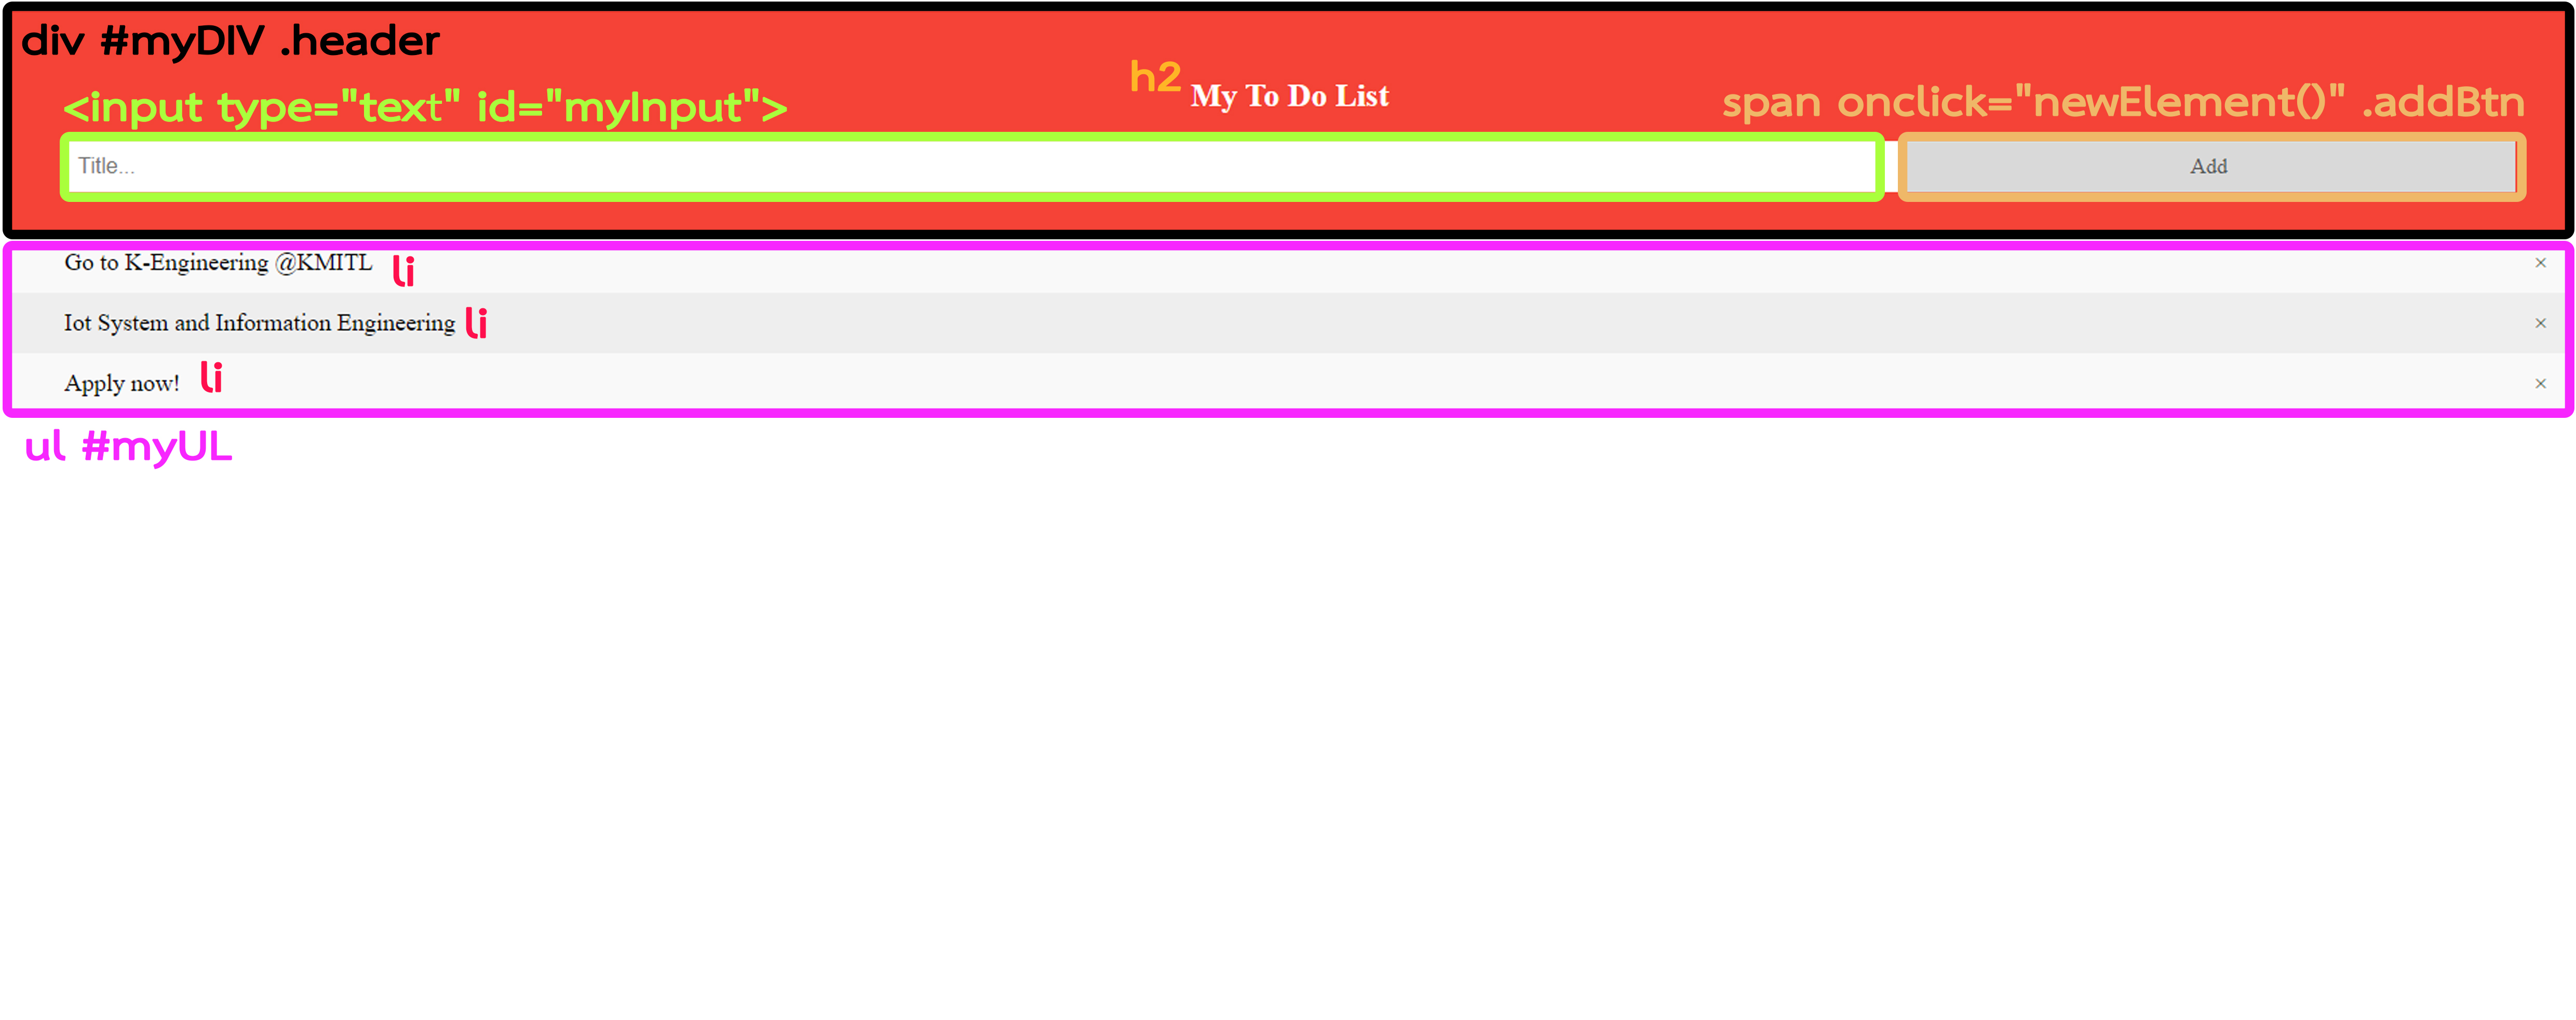 div #myDIV .header
h2 My To Do List
<input type="text" id="myInput">
span onclick="newElement()" .addBtn
Title...
Add
Go to K-Engineering @KMITL li ×
Iot System and Information Engineering li ×
Apply now! li ×
ul #myUL